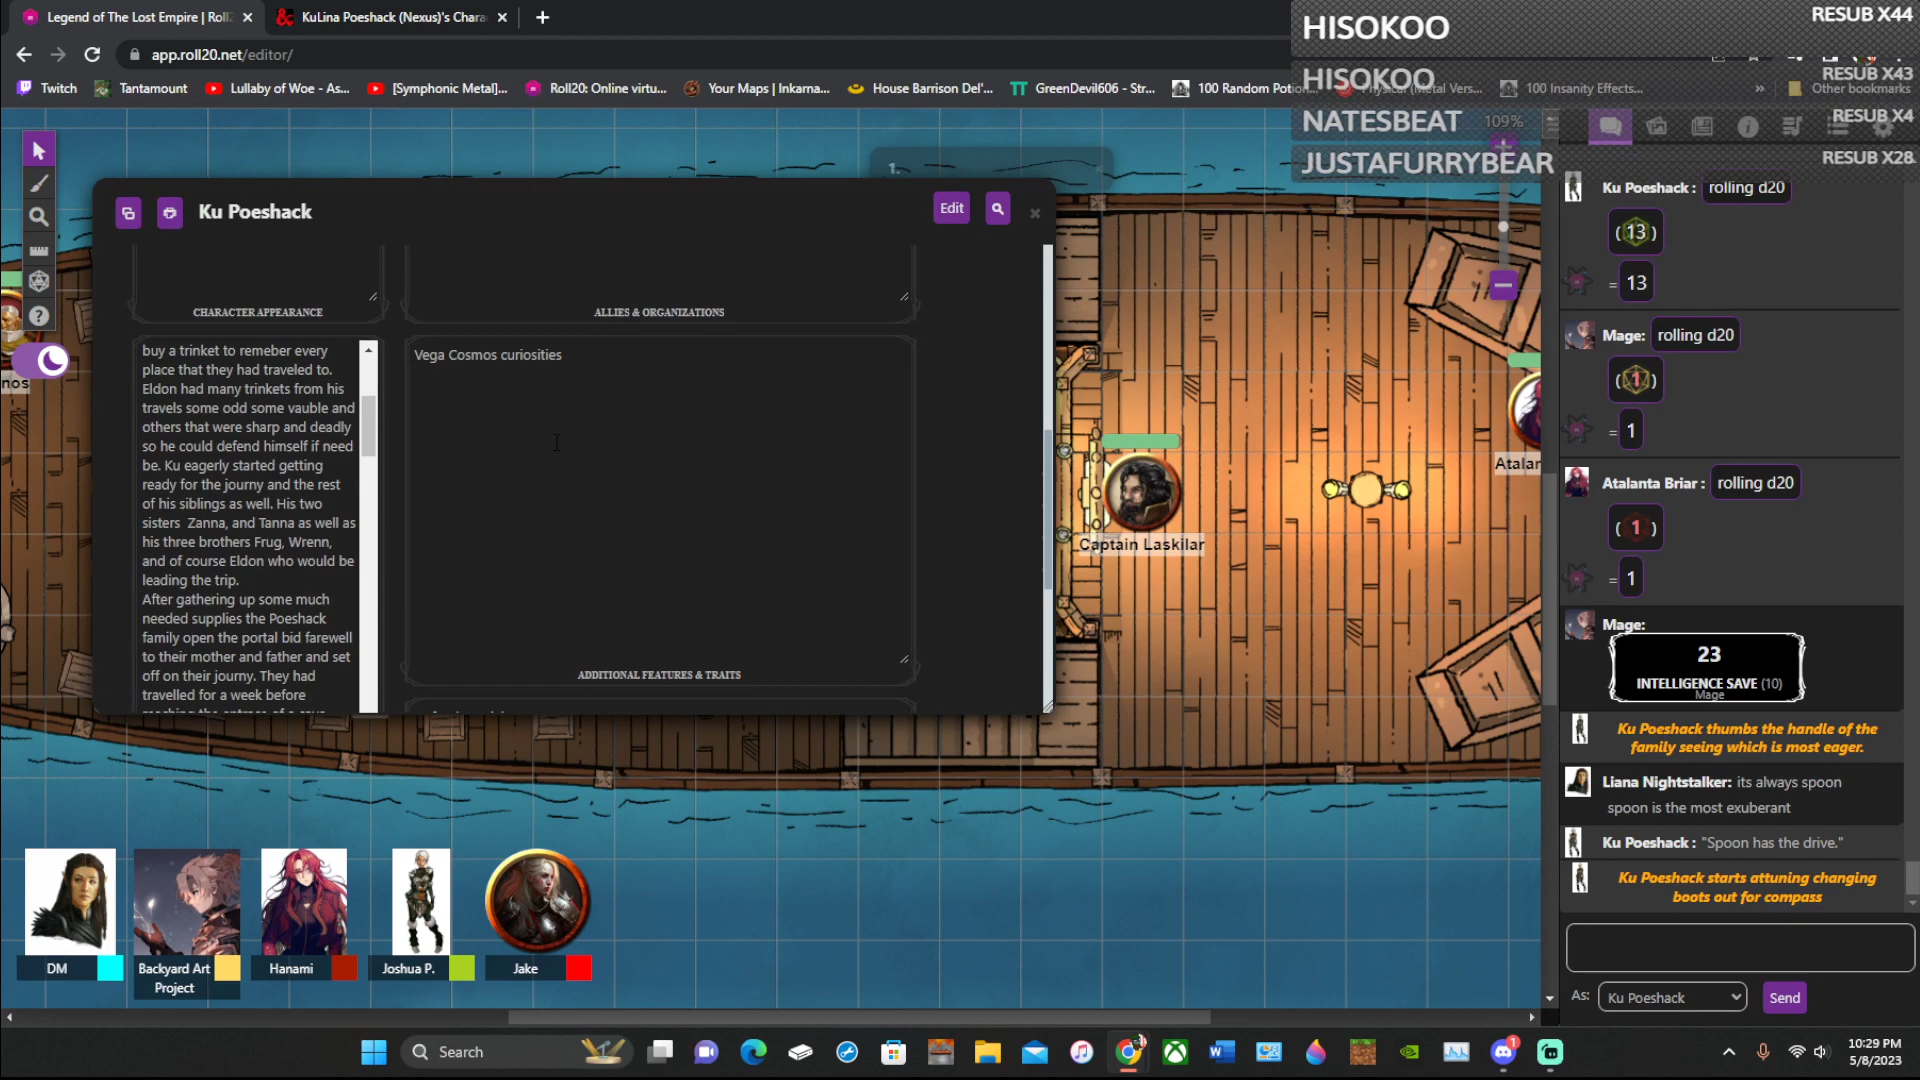 Legend of The Lost Empire | Roll
KuLina Poeshack (Nexus)'s Chara
HISOKOO
RESUB X44
app.roll20.net/editor/
HISOKOO
RESUB X43
Twitch
Tantamount
Lullaby of Woe - As...
[Symphonic Metal]...
Roll20: Online virtu...
Your Maps | Inkarna...
House Barrison Del'...
GreenDevil606 - Str...
100 Random Potio...
Physical (Metal Vers...
100 Insanity Effects...
»
Other bookmarks
NATESBEAT
RESUB X4
109%
JUSTAFURRYBEAR
RESUB X28
1.
Ku Poeshack
Edit
CHARACTER APPEARANCE
ALLIES & ORGANIZATIONS
buy a trinket to remeber every
place that they had traveled to.
Eldon had many trinkets from his
travels some odd some vauble and
others that were sharp and deadly
so he could defend himself if need
be. Ku eagerly started getting
ready for the journy and the rest
of his siblings as well. His two
sisters  Zanna, and Tanna as well as
his three brothers Frug, Wrenn,
and of course Eldon who would be
leading the trip.
After gathering up some much
needed supplies the Poeshack
family open the portal bid farewell
to their mother and father and set
off on their journy. They had
travelled for a week before
Vega Cosmos curiosities
ADDITIONAL FEATURES & TRAITS
nos
Captain Laskilar
Atalar
Ku Poeshack : rolling d20
(13)
= 13
Mage: rolling d20
(1)
= 1
Atalanta Briar : rolling d20
(1)
= 1
Mage:
23
INTELLIGENCE SAVE (10)
Mage
Ku Poeshack thumbs the handle of the
family seeing which is most eager.
Liana Nightstalker: its always spoon
spoon is the most exuberant
Ku Poeshack : "Spoon has the drive."
Ku Poeshack starts attuning changing
boots out for compass
As: Ku Poeshack
Send
DM
Backyard Art
Project
Hanami
Joshua P.
Jake
Search
1
10:29 PM
5/8/2023